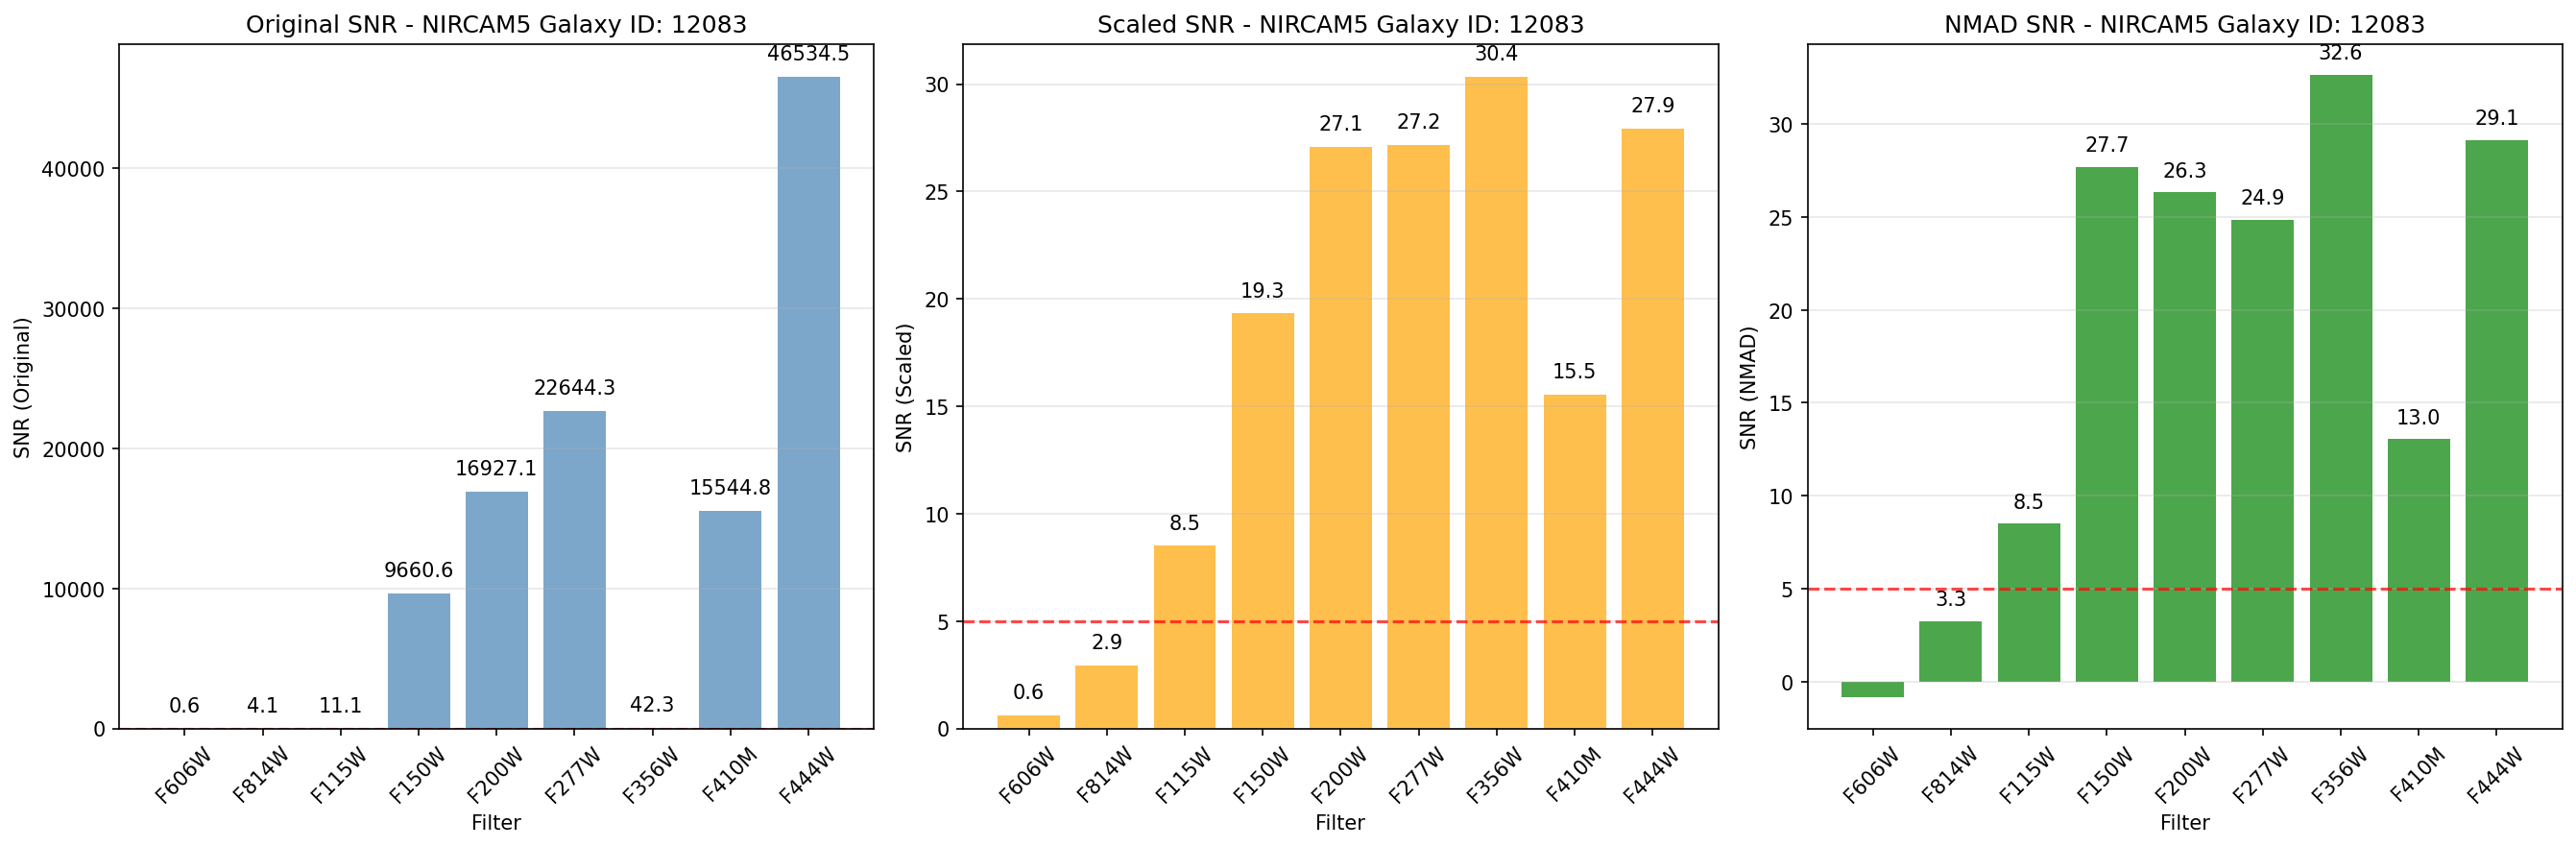 Original SNR - NIRCAM5 Galaxy ID: 12083
SNR (Original)
40000
30000
20000
10000
0
0.6
4.1
11.1
9660.6
16927.1
22644.3
42.3
15544.8
46534.5
F606W
F814W
F115W
F150W
F200W
F277W
F356W
F410M
F444W
Filter
Scaled SNR - NIRCAM5 Galaxy ID: 12083
SNR (Scaled)
30
25
20
15
10
5
0
0.6
2.9
8.5
19.3
27.1
27.2
30.4
15.5
27.9
F606W
F814W
F115W
F150W
F200W
F277W
F356W
F410M
F444W
Filter
NMAD SNR - NIRCAM5 Galaxy ID: 12083
SNR (NMAD)
30
25
20
15
10
5
0
3.3
8.5
27.7
26.3
24.9
32.6
13.0
29.1
F606W
F814W
F115W
F150W
F200W
F277W
F356W
F410M
F444W
Filter